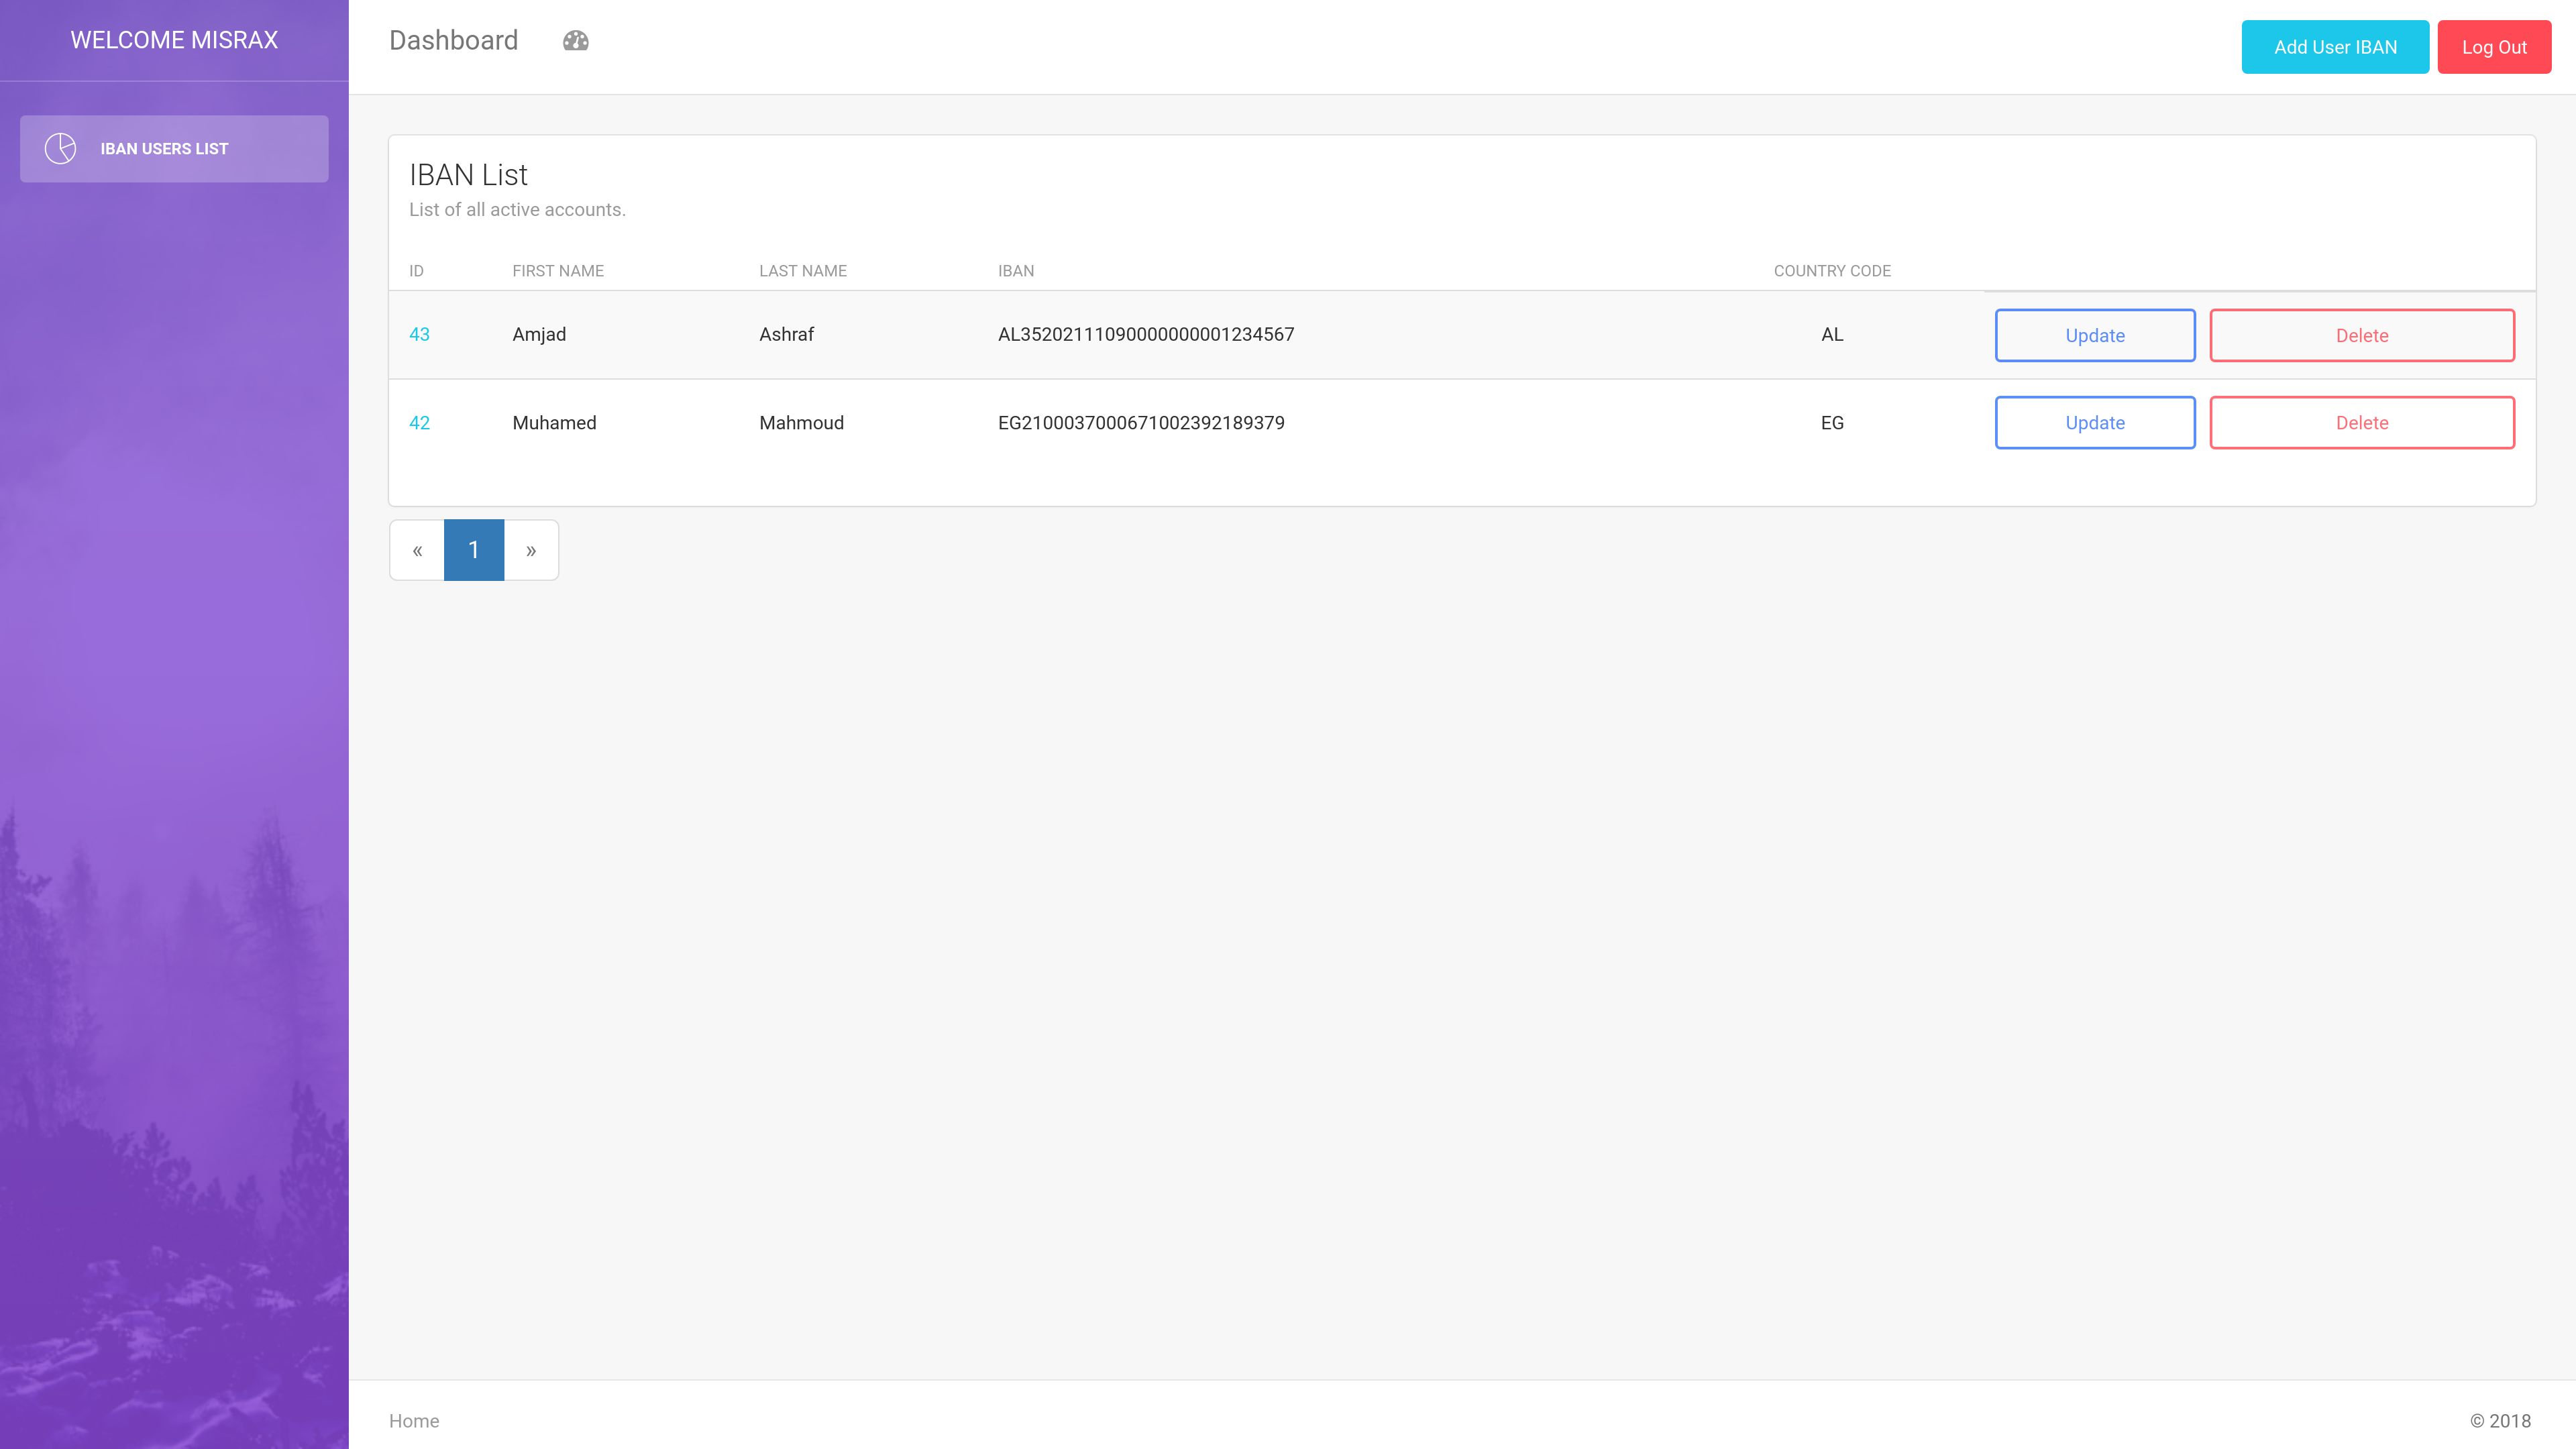 WELCOME MISRAX
IBAN USERS LIST
Dashboard
Add User IBAN
Log Out
IBAN List
List of all active accounts.
ID FIRST NAME LAST NAME IBAN COUNTRY CODE
43 Amjad Ashraf AL35202111090000000001234567 AL Update Delete
42 Muhamed Mahmoud EG2100037000671002392189379 EG Update Delete
« 1 »
Home
© 2018